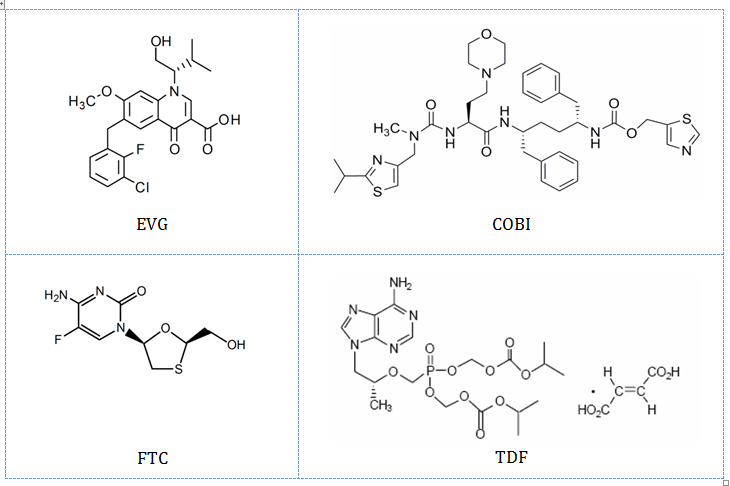 OH
H₃C O N
OH
O O
F
Cl
EVG
O
N
O H O S
H₃C N N N O
N H O H N
N
S
COBI
H₂N N O
F N O
OH
S
FTC
NH₂
N N
O O
N N O P O O O
O O O
CH₃ O
H CO₂H
· C=C
HO₂C H
TDF